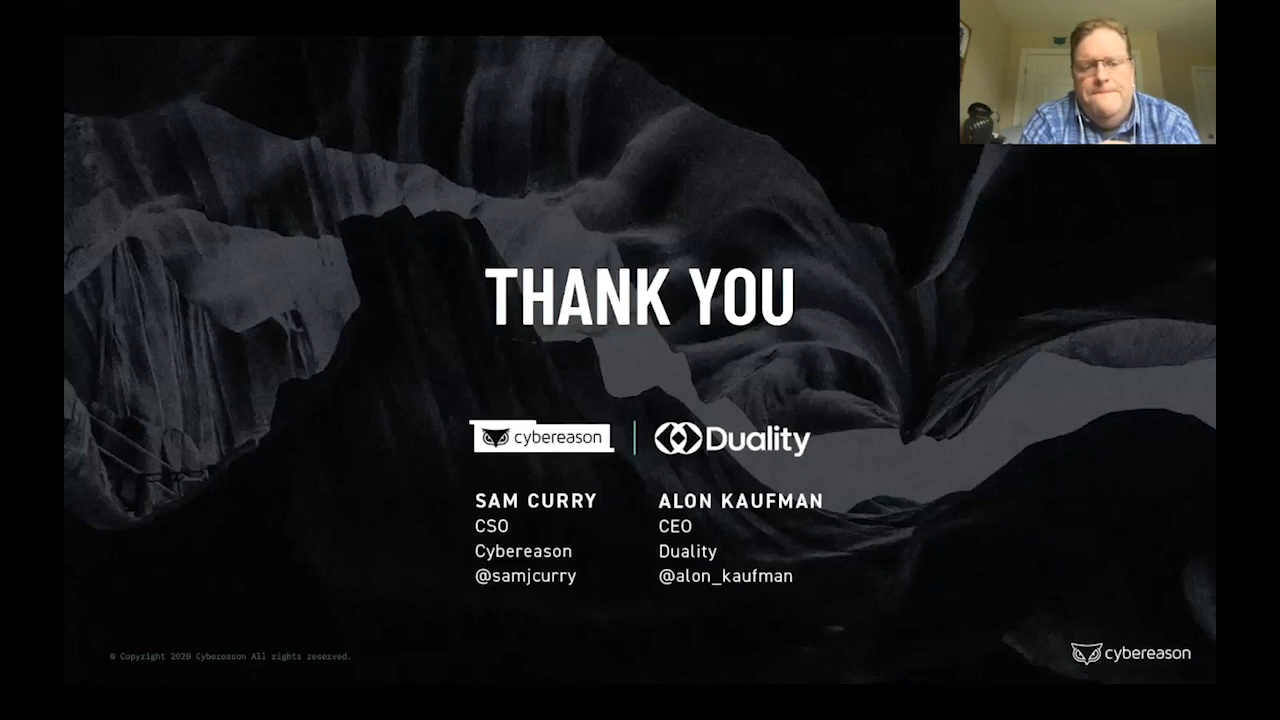 THANK YOU
cybereason
Duality
SAM CURRY
CSO
Cybereason
@samjcurry
ALON KAUFMAN
CEO
Duality
@alon_kaufman
© Copyright 2020 Cybereason All rights reserved.
cybereason